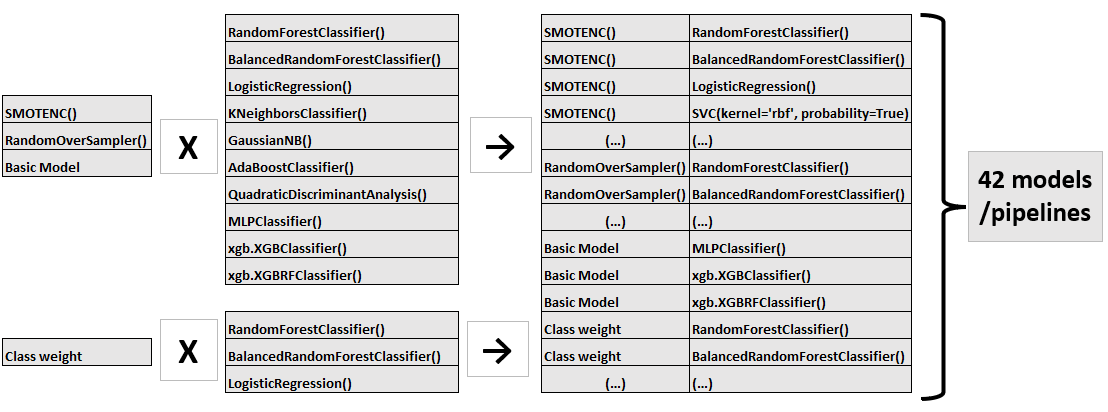 SMOTENC()
RandomOverSampler()
Basic Model
X
RandomForestClassifier()
BalancedRandomForestClassifier()
LogisticRegression()
KNeighborsClassifier()
GaussianNB()
AdaBoostClassifier()
QuadraticDiscriminantAnalysis()
MLPClassifier()
xgb.XGBClassifier()
xgb.XGBRFClassifier()
→
SMOTENC() RandomForestClassifier()
SMOTENC() BalancedRandomForestClassifier()
SMOTENC() LogisticRegression()
SMOTENC() SVC(kernel='rbf', probability=True)
(...) (...)
RandomOverSampler() RandomForestClassifier()
RandomOverSampler() BalancedRandomForestClassifier()
(...) (...)
Basic Model MLPClassifier()
Basic Model xgb.XGBClassifier()
Basic Model xgb.XGBRFClassifier()
Class weight RandomForestClassifier()
Class weight BalancedRandomForestClassifier()
(...) (...)
Class weight
X
RandomForestClassifier()
BalancedRandomForestClassifier()
LogisticRegression()
→
42 models
/pipelines